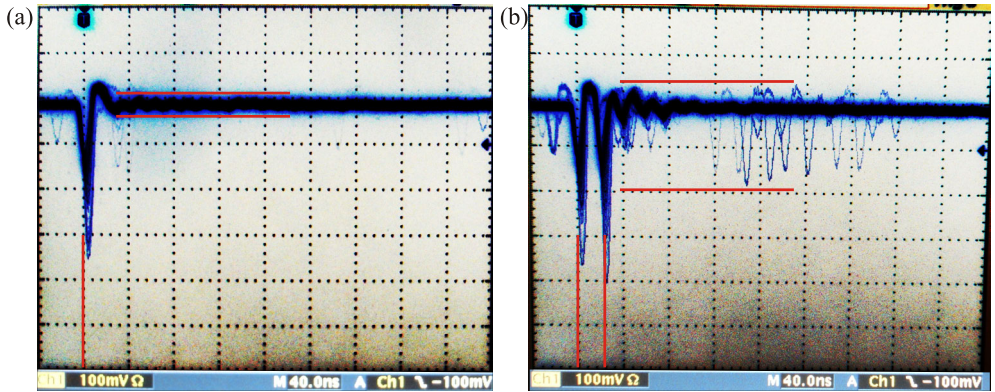 (a)
(b)
Ch1 100mV Ω M 40.0ns A Ch1 -100mV
Ch1 100mV Ω M 40.0ns A Ch1 -100mV